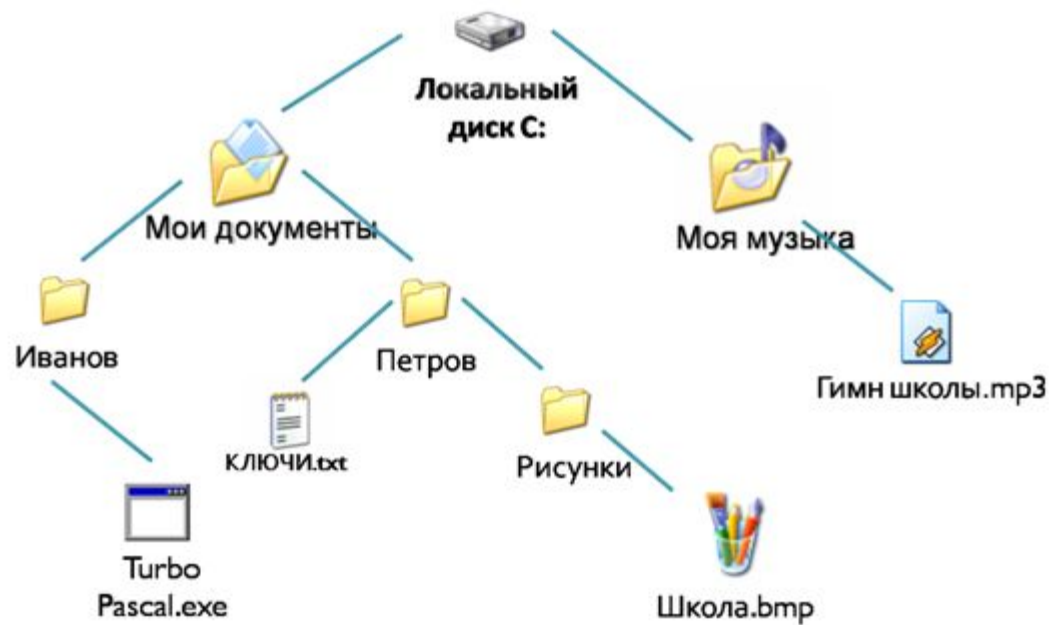 Локальный
диск C:
Мои документы
Моя музыка
Иванов
Петров
Гимн школы.mp3
КЛЮЧИ.txt
Рисунки
Turbo
Pascal.exe
Школа.bmp